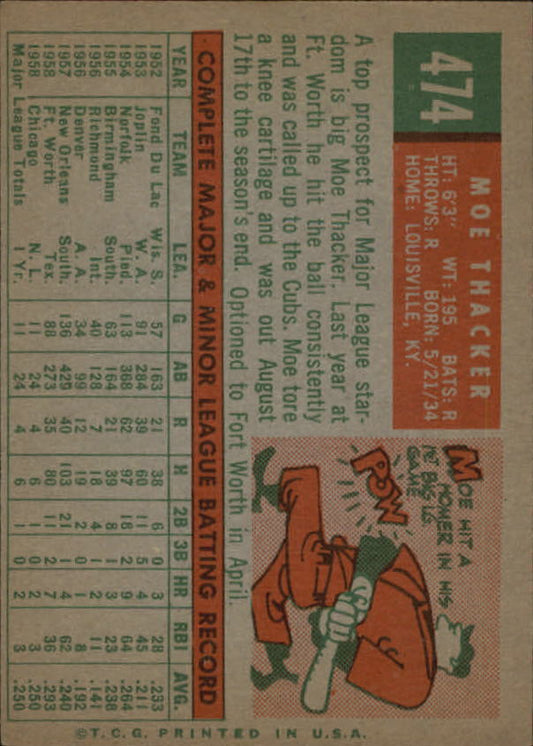 474
MOE THACKER
HT: 6'3" WT: 195 BATS: R
THROWS: R BORN: 5/21/34
HOME: LOUISVILLE, KY.
A top prospect for Major League star-
dom is big Moe Thacker. Last year at
Ft. Worth he hit the ball consistently
and was called up to the Cubs. Moe tore
a knee cartilage and was out August
17th to the season's end. Optioned to Fort Worth in April.
MOE HIT A
HOMER IN HIS
1ST BIG LG
GAME
POW
COMPLETE MAJOR & MINOR LEAGUE BATTING RECORD
YEAR TEAM LEA. G AB R H 2B 3B HR RBI AVG.
1952 Fond Du Lac Wis. S. 57 163 21 38 6 0 3 28 .233
1953 Joplin W. A. 91 284 39 60 11 5 4 45 .211
1954 Norfolk Pied. 113 368 62 97 18 2 9 64 .264
1955 Birmingham South. 63 164 21 39 8 1 3 23 .238
1956 Richmond Int. 40 128 7 18 4 1 2 11 .141
1956 Denver A. A. 34 99 12 19 2 0 1 8 .192
1957 New Orleans South. 136 429 40 103 21 1 4 62 .240
1958 Ft. Worth Tex. 88 273 35 80 11 2 7 36 .293
1958 Chicago N. L. 11 24 4 6 1 0 2 3 .250
Major League Totals 1 Yr. 11 24 4 6 1 0 2 3 .250
©T.C.G. PRINTED IN U.S.A.